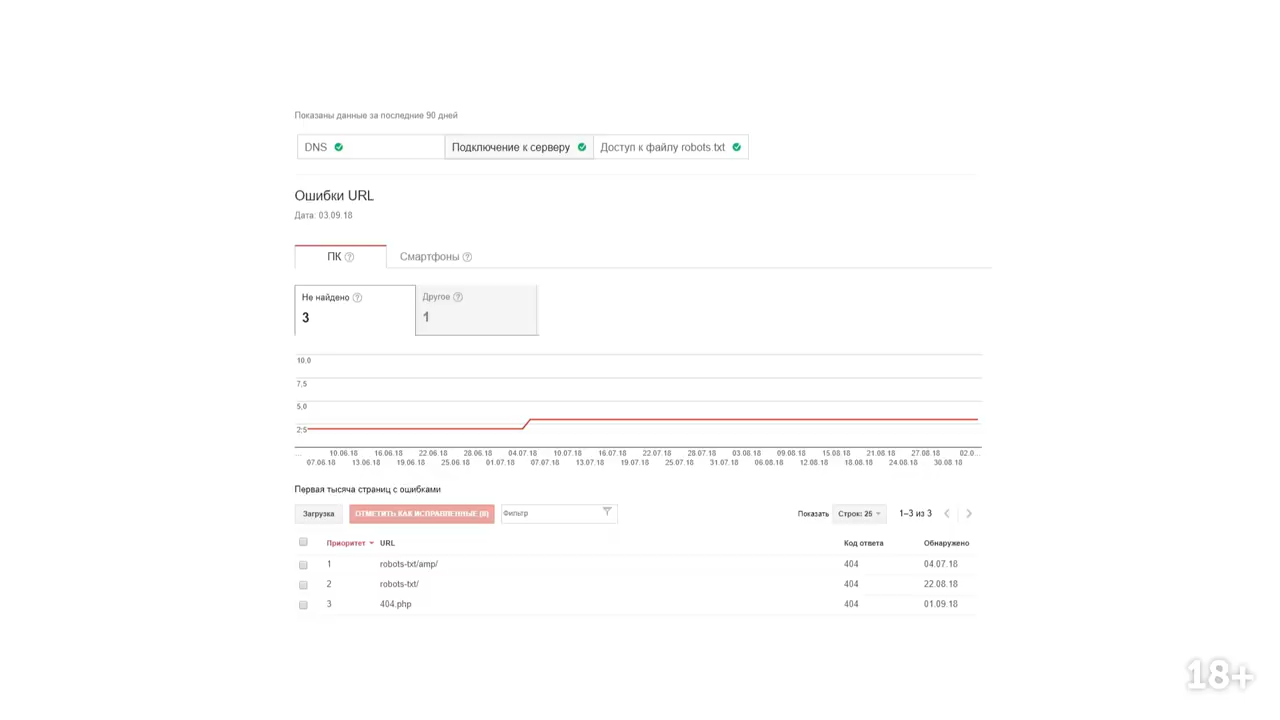 Показаны данные за последние 90 дней
DNS Подключение к серверу Доступ к файлу robots.txt
Ошибки URL
Дата: 03.09.18
ПК ? Смартфоны ?
Не найдено ? Другое ?
3 1
10,0
7,5
5,0
2,5
... 10.06.18 16.06.18 22.06.18 28.06.18 04.07.18 10.07.18 16.07.18 22.07.18 28.07.18 03.08.18 09.08.18 15.08.18 21.08.18 27.08.18 02.0...
07.06.18 13.06.18 19.06.18 25.06.18 01.07.18 07.07.18 13.07.18 19.07.18 25.07.18 31.07.18 06.08.18 12.08.18 18.08.18 24.08.18 30.08.18
Первая тысяча страниц с ошибками
Загрузка ОТМЕТИТЬ КАК ИСПРАВЛЕННЫЕ (0) Фильтр Показать Строк: 25 1–3 из 3
Приоритет URL Код ответа Обнаружено
1 robots-txt/amp/ 404 04.07.18
2 robots-txt/ 404 22.08.18
3 404.php 404 01.09.18
18+